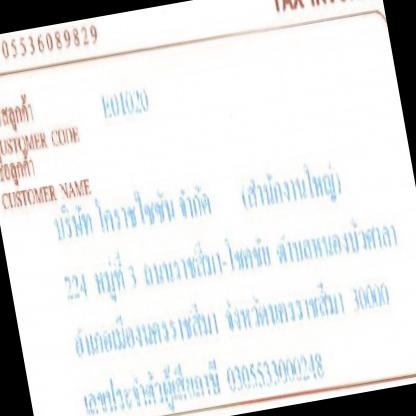 TAX INVO
05536089829
รหัสลูกค้า E01020
CUSTOMER CODE
ชื่อลูกค้า
CUSTOMER NAME
บริษัท โคราชไซซัน จำกัด (สำนักงานใหญ่)
224 หมู่ที่ 3 ถนนราชสีมา-โชคชัย ตำบลหนองบัวศาลา
อำเภอเมืองนครราชสีมา จังหวัดนครราชสีมา 30000
เลขประจำตัวผู้เสียภาษี 0305533000248